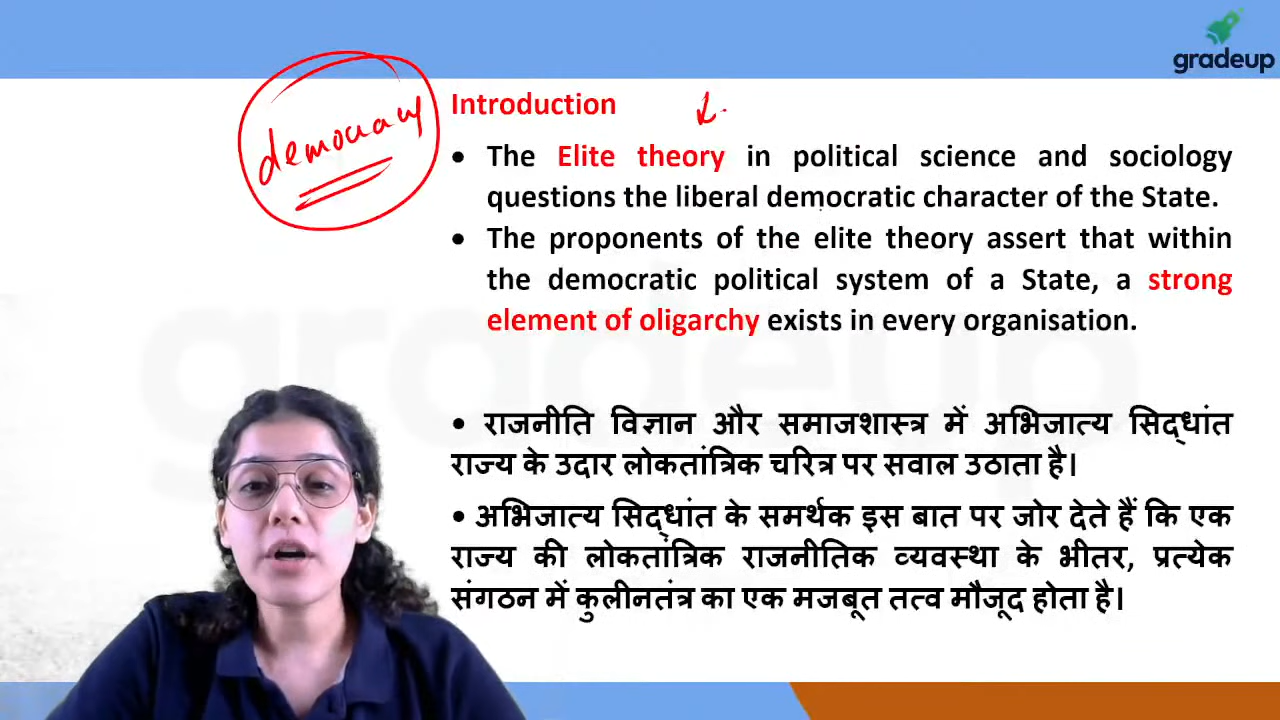 gradeup
democracy
Introduction
• The Elite theory in political science and sociology
questions the liberal democratic character of the State.
• The proponents of the elite theory assert that within
the democratic political system of a State, a strong
element of oligarchy exists in every organisation.
• राजनीति विज्ञान और समाजशास्त्र में अभिजात्य सिद्धांत
राज्य के उदार लोकतांत्रिक चरित्र पर सवाल उठाता है।
• अभिजात्य सिद्धांत के समर्थक इस बात पर जोर देते हैं कि एक
राज्य की लोकतांत्रिक राजनीतिक व्यवस्था के भीतर, प्रत्येक
संगठन में कुलीनतंत्र का एक मजबूत तत्व मौजूद होता है।
gradeup